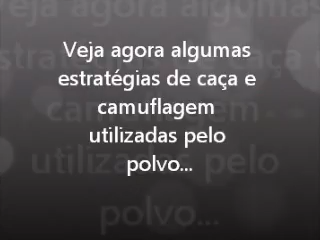 Veja agora algumas
estratégias de caça e
camuflagem
utilizadas pelo
polvo...